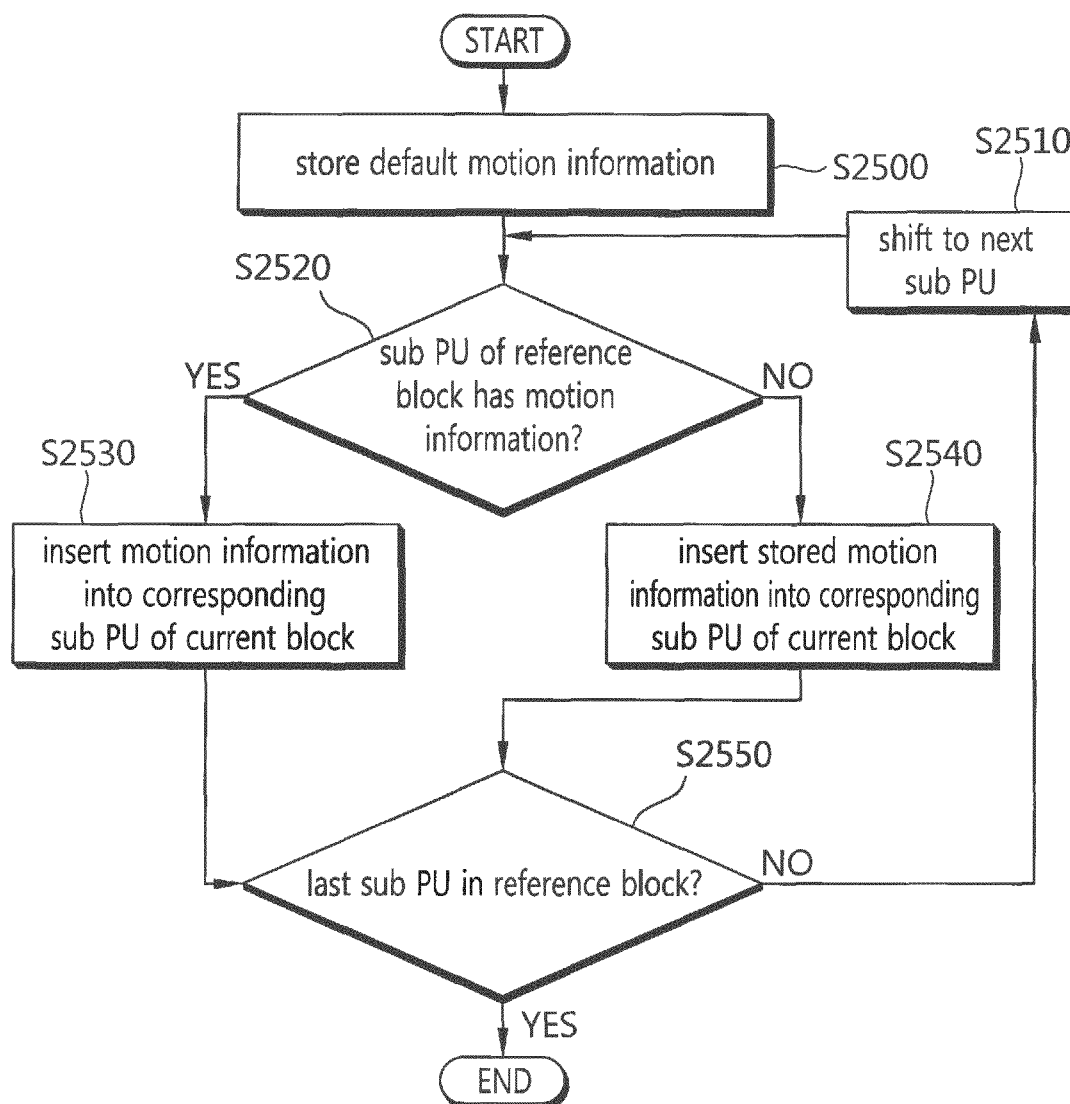 START
store default motion information
S2500
S2510
shift to next
sub PU
S2520
sub PU of reference
block has motion
information?
YES
NO
S2530
insert motion information
into corresponding
sub PU of current block
S2540
insert stored motion
information into corresponding
sub PU of current block
S2550
last sub PU in reference block?
NO
YES
END